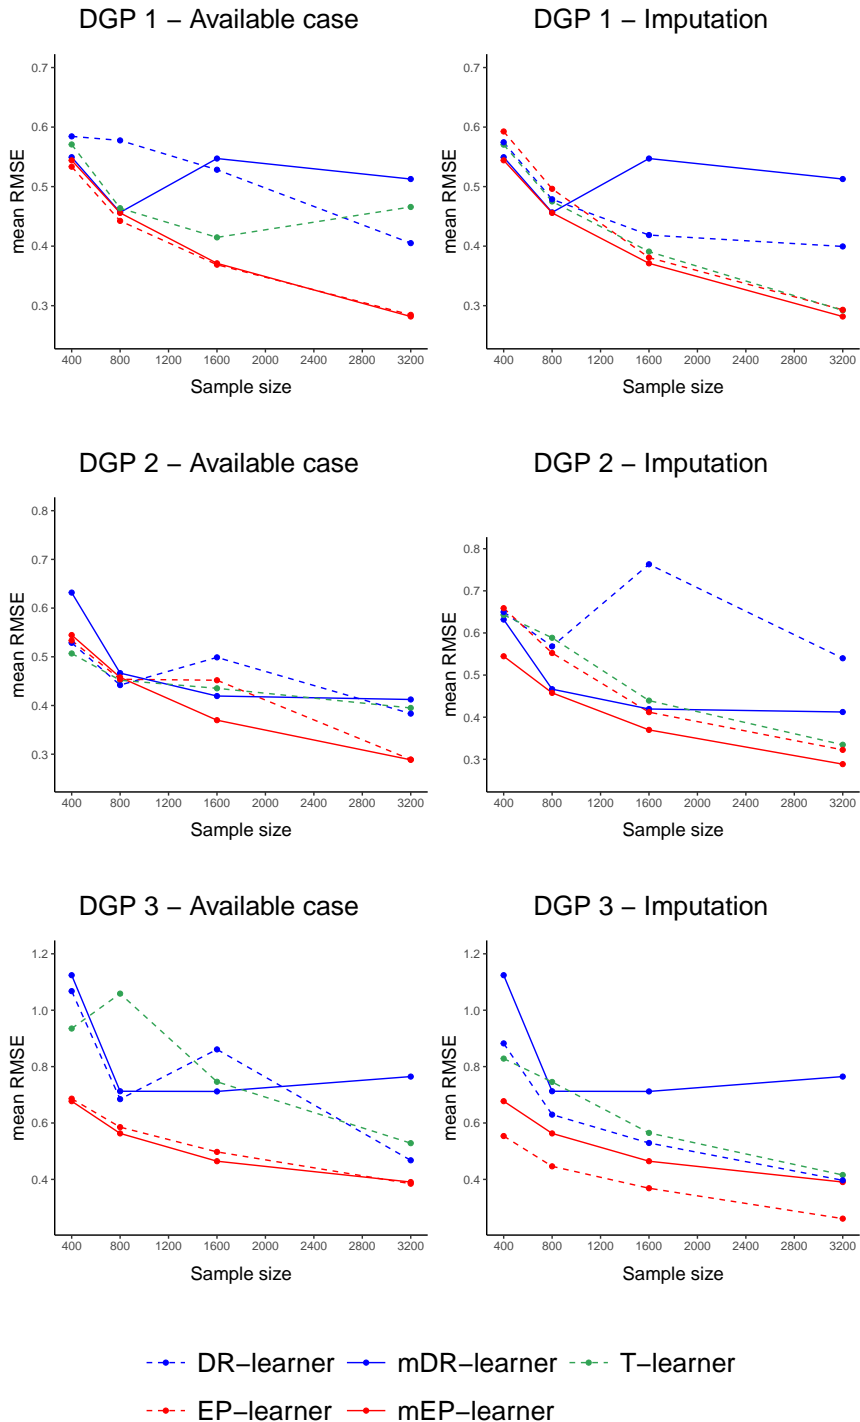 DGP 1 – Available case
DGP 1 – Imputation
mean RMSE
0.7
0.6
0.5
0.4
0.3
400 800 1200 1600 2000 2400 2800 3200
Sample size
mean RMSE
0.7
0.6
0.5
0.4
0.3
400 800 1200 1600 2000 2400 2800 3200
Sample size
DGP 2 – Available case
DGP 2 – Imputation
mean RMSE
0.8
0.7
0.6
0.5
0.4
0.3
400 800 1200 1600 2000 2400 2800 3200
Sample size
mean RMSE
0.8
0.7
0.6
0.5
0.4
0.3
400 800 1200 1600 2000 2400 2800 3200
Sample size
DGP 3 – Available case
DGP 3 – Imputation
mean RMSE
1.2
1.0
0.8
0.6
0.4
400 800 1200 1600 2000 2400 2800 3200
Sample size
mean RMSE
1.2
1.0
0.8
0.6
0.4
400 800 1200 1600 2000 2400 2800 3200
Sample size
DR–learner mDR–learner T–learner
EP–learner mEP–learner